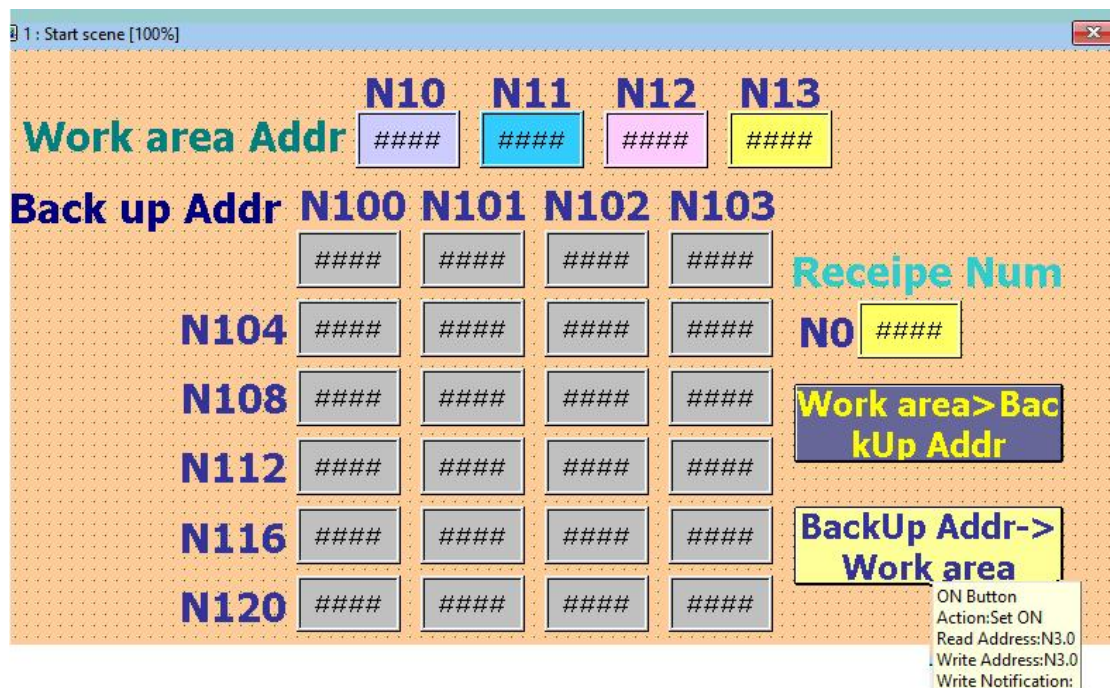 1 : Start scene [100%]
N10 N11 N12 N13
Work area Addr #### #### #### ####
Back up Addr N100 N101 N102 N103
#### #### #### ####
Receipe Num
N104 #### #### #### ####
N0 ####
N108 #### #### #### ####
Work area>Bac
kUp Addr
N112 #### #### #### ####
N116 #### #### #### ####
BackUp Addr->
Work area
N120 #### #### #### ####
ON Button
Action:Set ON
Read Address:N3.0
Write Address:N3.0
Write Notification: